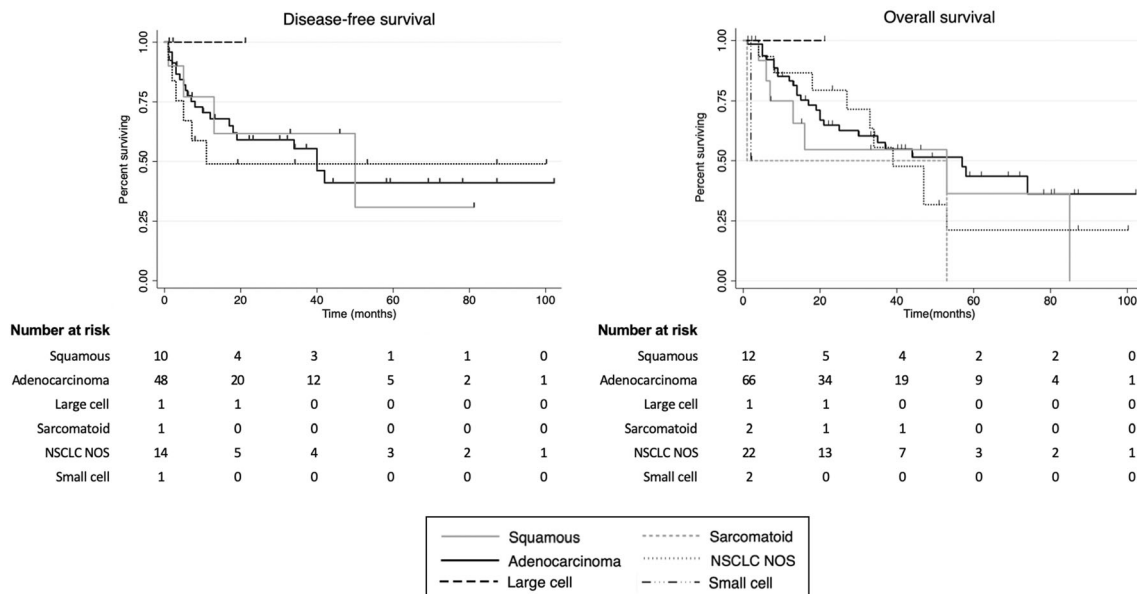 Disease-free survival
Percent surviving
1.00
0.75
0.50
0.25
0.00
0 20 40 60 80 100
Time (months)
Number at risk
Squamous 10 4 3 1 1 0
Adenocarcinoma 48 20 12 5 2 1
Large cell 1 1 0 0 0 0
Sarcomatoid 1 0 0 0 0 0
NSCLC NOS 14 5 4 3 2 1
Small cell 1 0 0 0 0 0
Overall survival
Percent surviving
1.00
0.75
0.50
0.25
0.00
0 20 40 60 80 100
Time(months)
Number at risk
Squamous 12 5 4 2 2 0
Adenocarcinoma 66 34 19 9 4 1
Large cell 1 1 0 0 0 0
Sarcomatoid 2 1 1 0 0 0
NSCLC NOS 22 13 7 3 2 1
Small cell 2 0 0 0 0 0
Squamous Sarcomatoid
Adenocarcinoma NSCLC NOS
Large cell Small cell